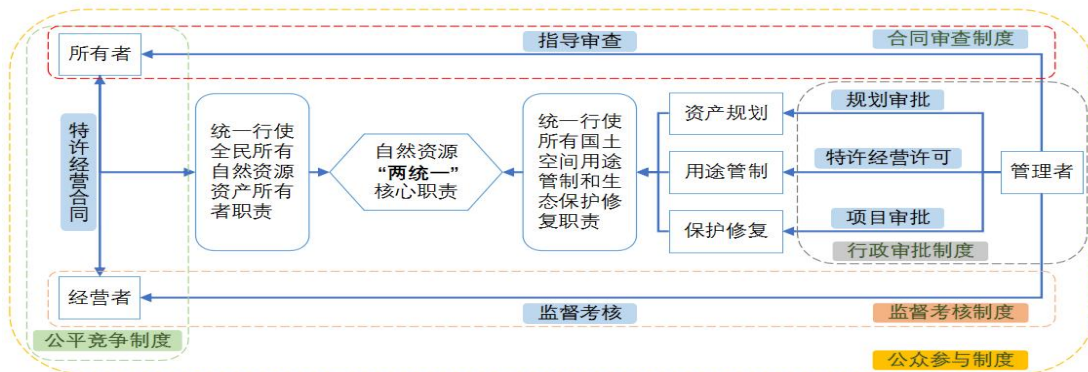 指导审查
合同审查制度
所有者
特许经营合同
统一行使
全民所有
自然资源
资产所有
者职责
自然资源
“两统一”
核心职责
统一行使
所有国土
空间用途
管制和生
态保护修
复职责
资产规划
用途管制
保护修复
规划审批
特许经营许可
项目审批
管理者
行政审批制度
经营者
监督考核
监督考核制度
公平竞争制度
公众参与制度